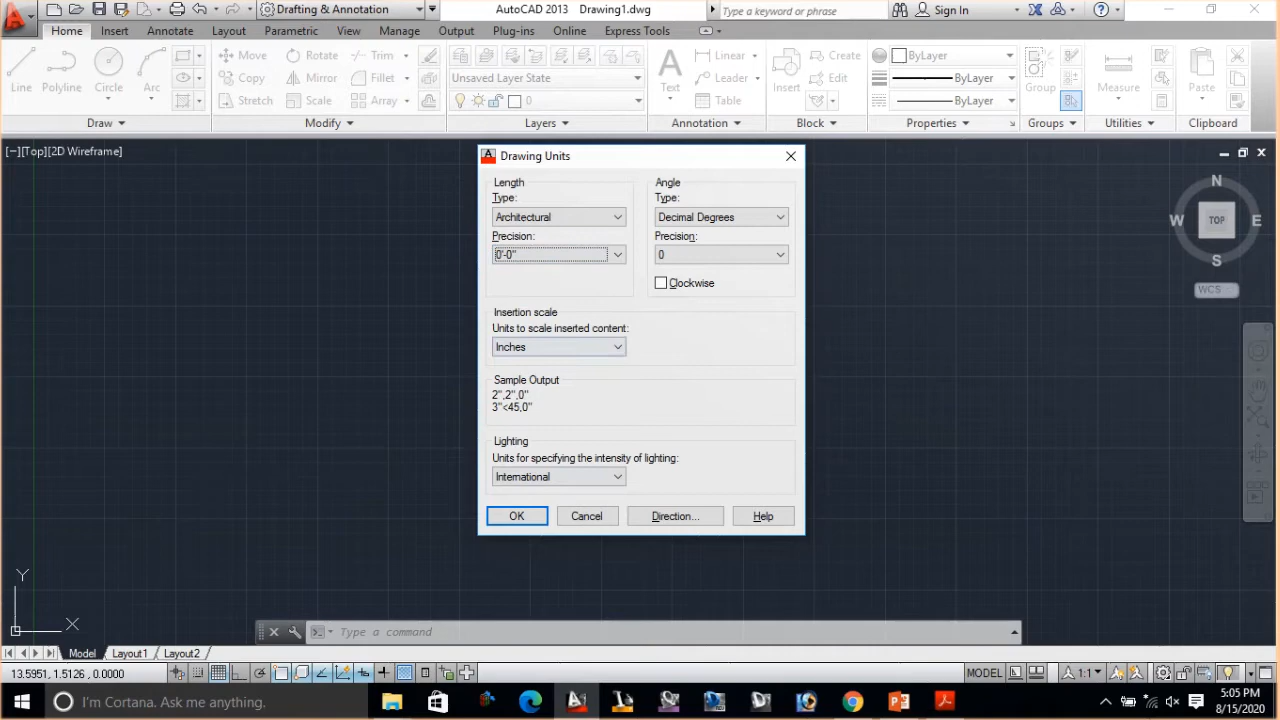 Drafting & Annotation
AutoCAD 2013 Drawing1.dwg
Type a keyword or phrase
Sign In
Home Insert Annotate Layout Parametric View Manage Output Plug-ins Online Express Tools
Line
Polyline
Circle
Arc
Move
Rotate
Trim
Copy
Mirror
Fillet
Stretch
Scale
Array
Unsaved Layer State
0
Text
Linear
Leader
Table
Insert
Create
Edit
ByLayer
ByLayer
ByLayer
Group
Measure
Paste
Draw
Modify
Layers
Annotation
Block
Properties
Groups
Utilities
Clipboard
[−][Top][2D Wireframe]
Drawing Units
Length
Type:
Architectural
Precision:
0'-0"
Angle
Type:
Decimal Degrees
Precision:
0
Clockwise
Insertion scale
Units to scale inserted content:
Inches
Sample Output
2",2",0"
3"<45,0"
Lighting
Units for specifying the intensity of lighting:
International
OK Cancel Direction... Help
N
W TOP E
S
WCS
Y
X
Type a command
Model Layout1 Layout2
13.5951, 1.5126, 0.0000
MODEL
1:1
I'm Cortana. Ask me anything.
5:05 PM
8/15/2020